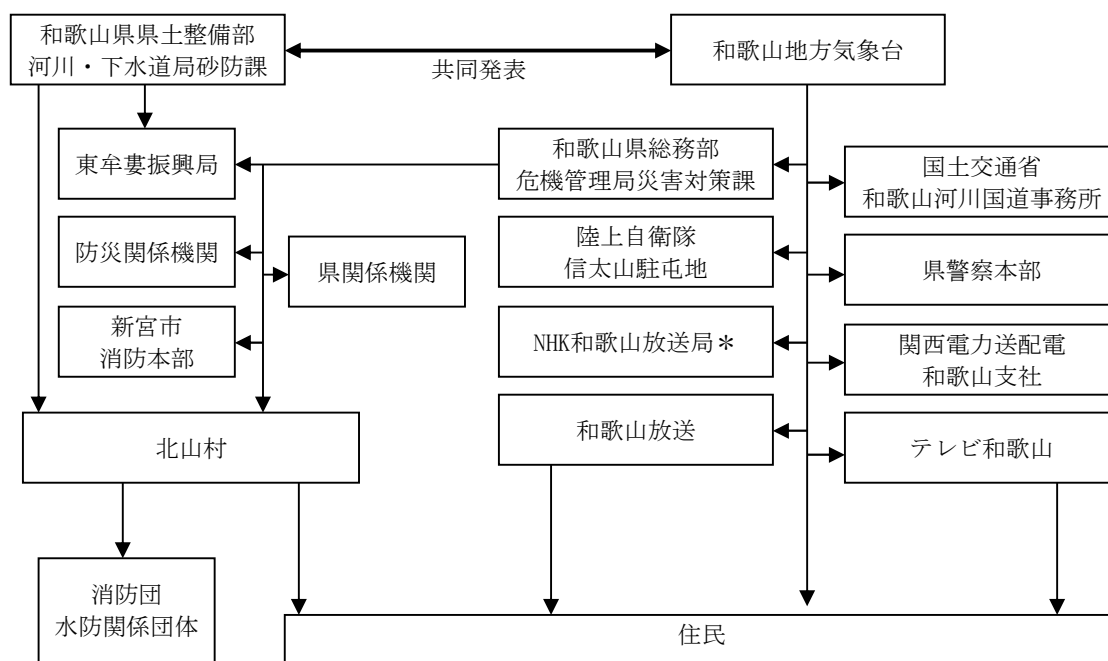 和歌山県県土整備部
河川・下水道局砂防課
和歌山地方気象台
共同発表
東牟婁振興局
和歌山県総務部
危機管理局災害対策課
国土交通省
和歌山河川国道事務所
防災関係機関
県関係機関
陸上自衛隊
信太山駐屯地
県警察本部
新宮市
消防本部
NHK和歌山放送局＊
関西電力送配電
和歌山支社
北山村
和歌山放送
テレビ和歌山
消防団
水防関係団体
住民